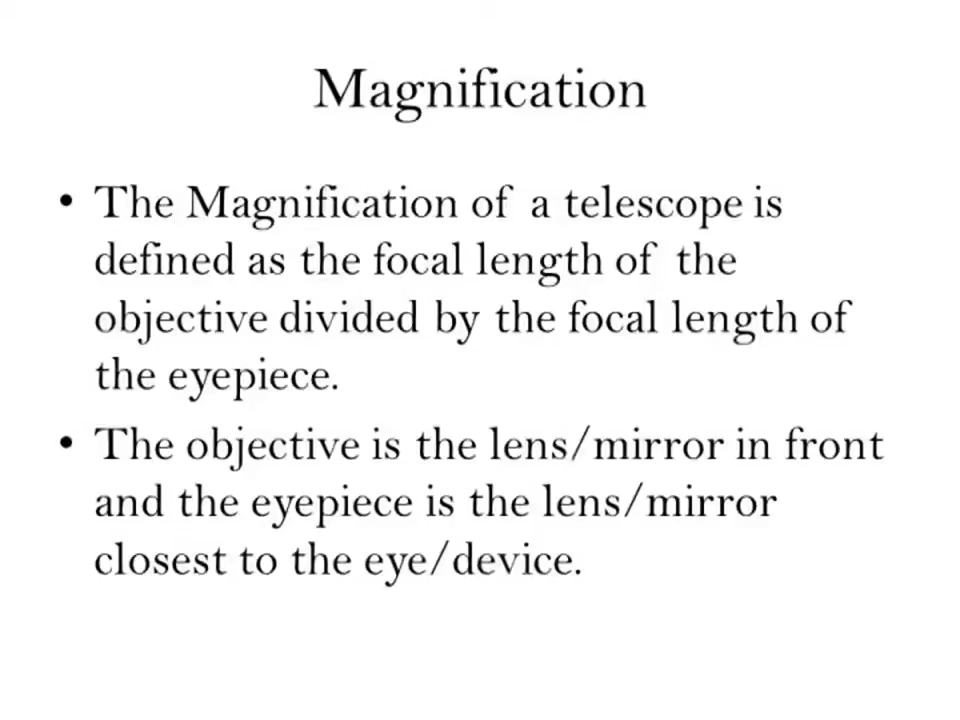 Magnification
• The Magnification of a telescope is
defined as the focal length of the
objective divided by the focal length of
the eyepiece.
• The objective is the lens/mirror in front
and the eyepiece is the lens/mirror
closest to the eye/device.